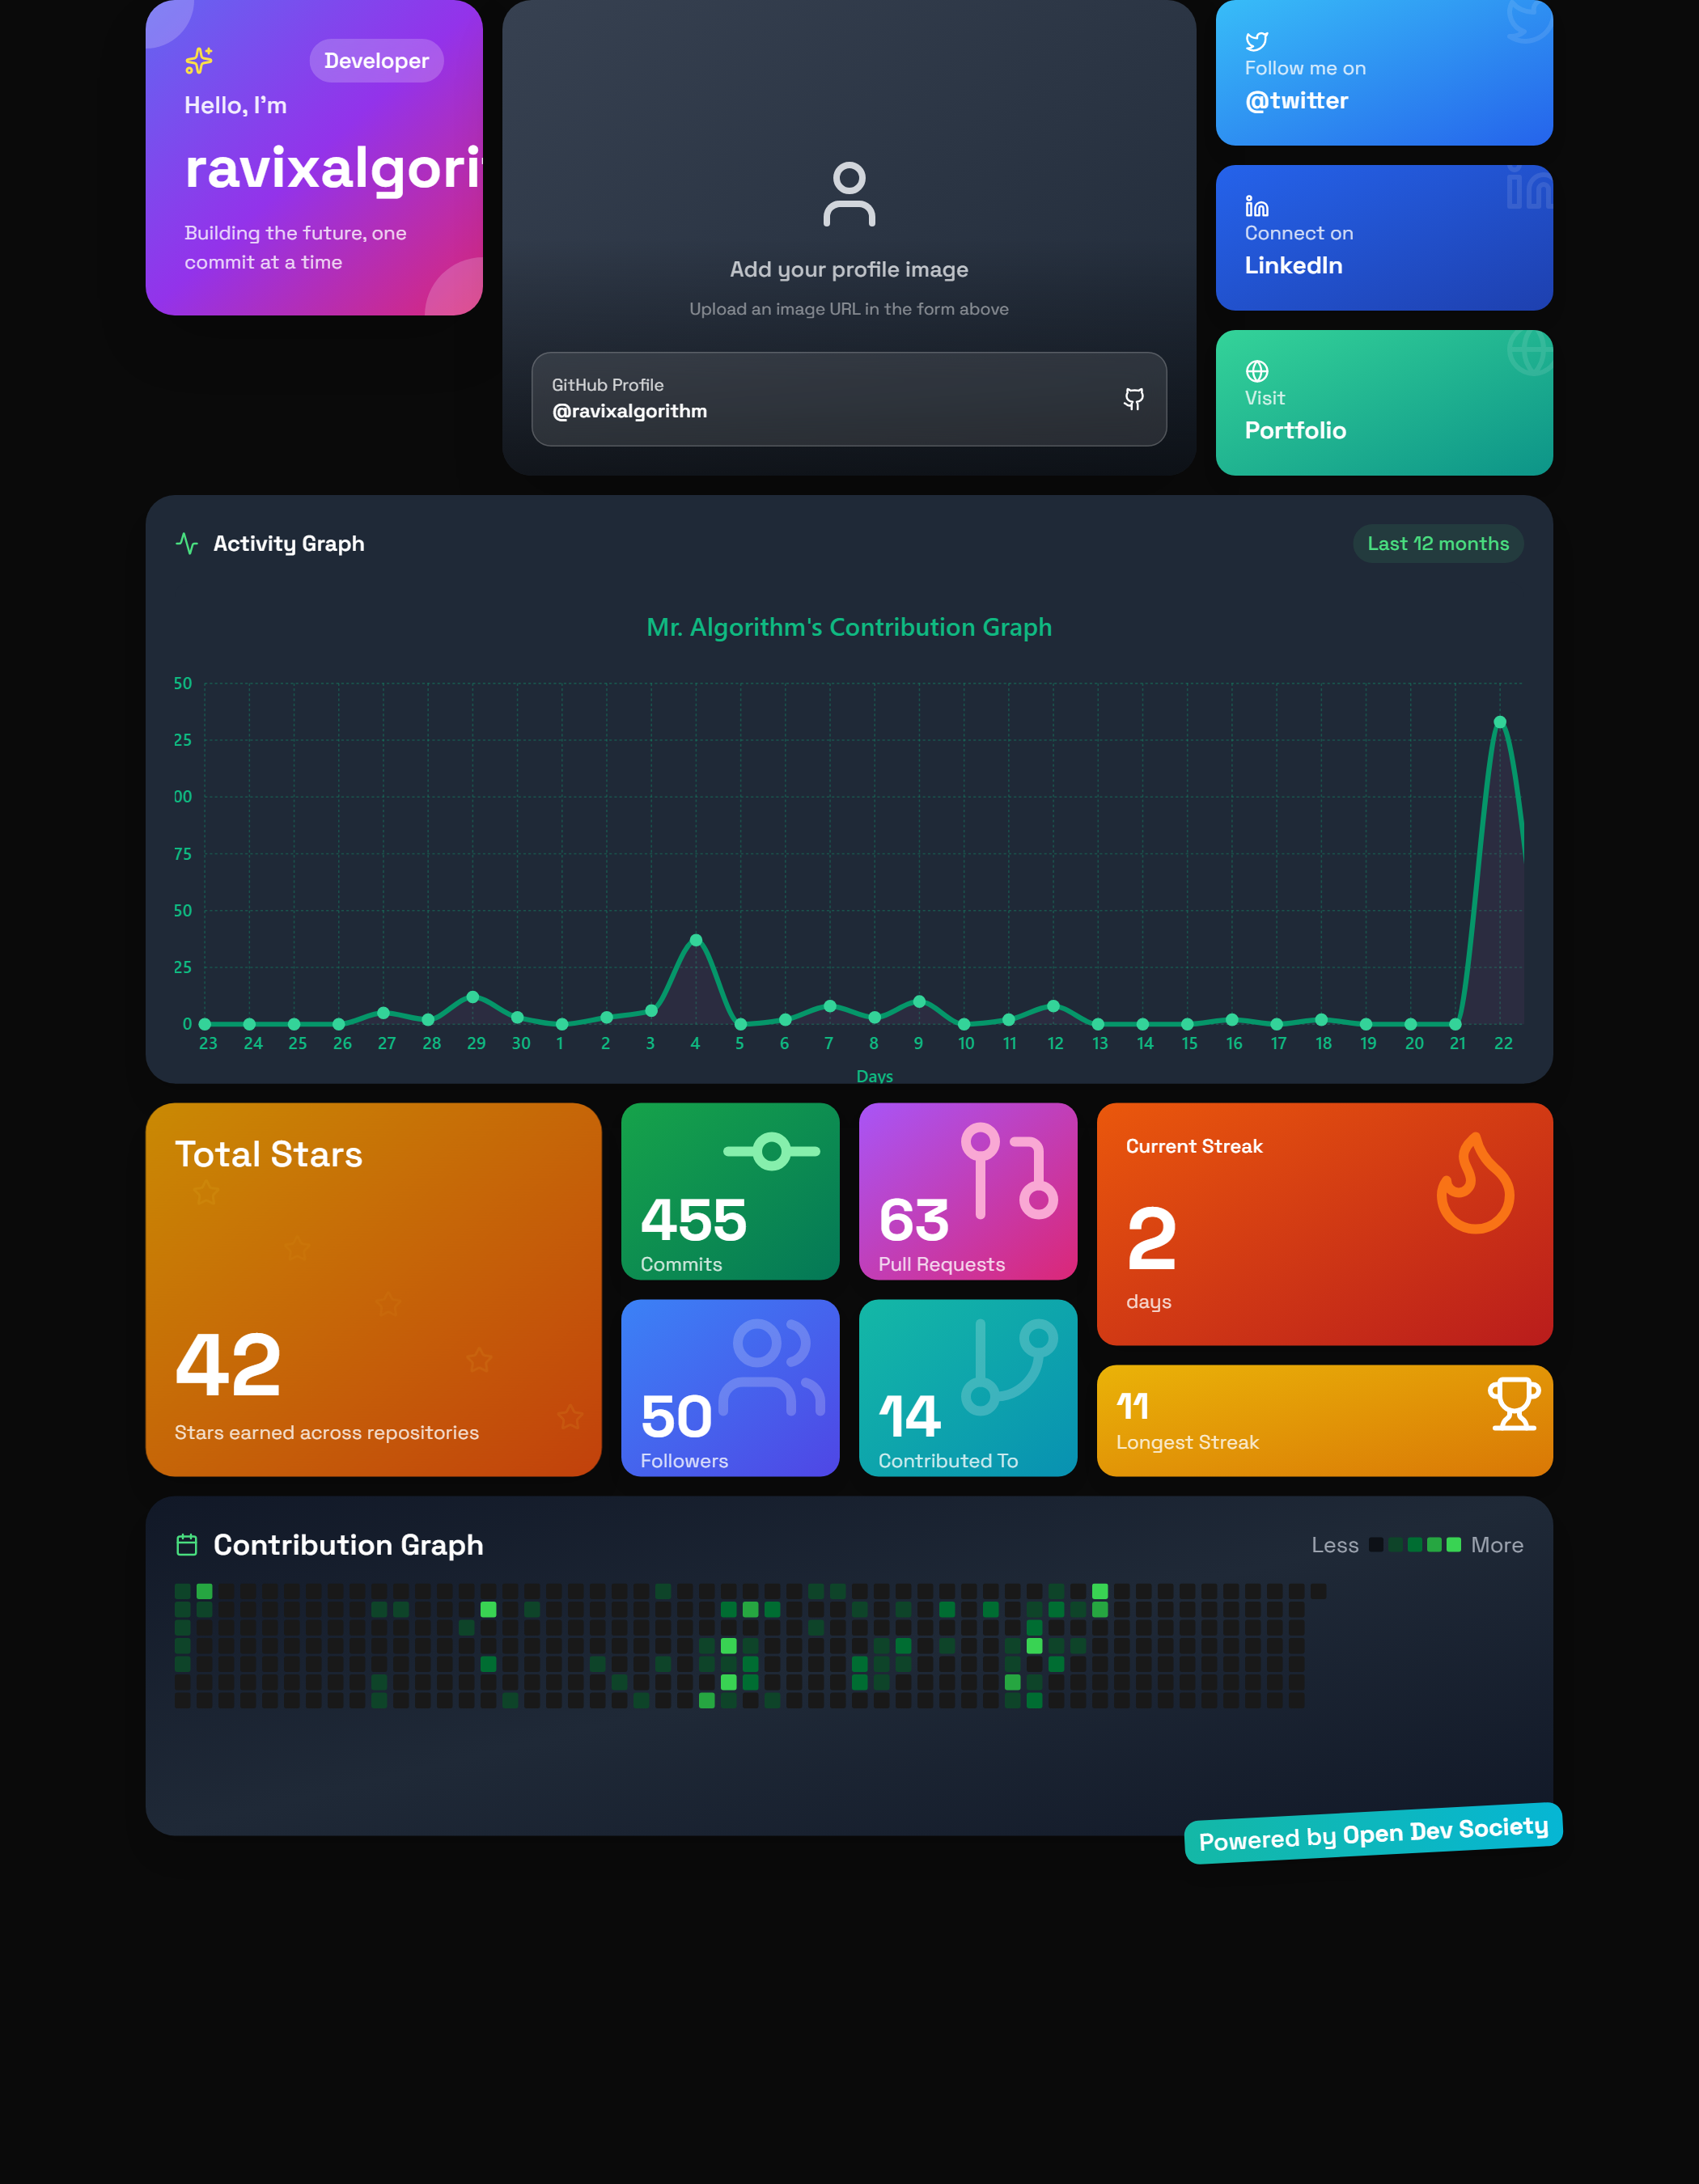 Developer
Hello, I'm
ravixalgorit
Building the future, one
commit at a time
Add your profile image
Upload an image URL in the form above
GitHub Profile
@ravixalgorithm
Follow me on
@twitter
Connect on
LinkedIn
Visit
Portfolio
Activity Graph
Last 12 months
Mr. Algorithm's Contribution Graph
50
25
00
75
50
25
0
23 24 25 26 27 28 29 30 1 2 3 4 5 6 7 8 9 10 11 12 13 14 15 16 17 18 19 20 21 22
Days
Total Stars
42
Stars earned across repositories
455
Commits
63
Pull Requests
50
Followers
14
Contributed To
Current Streak
2
days
11
Longest Streak
Contribution Graph
Less
More
Powered by Open Dev Society